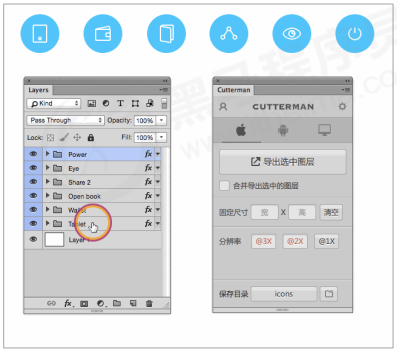 Layers
Kind
Pass Through
Opacity: 100%
Lock:
Fill: 100%
Power fx
Eye fx
Share 2 fx
Open book fx
Wallet fx
Tablet fx
Layer 1
fx
Cutterman
CUTTERMAN
导出选中图层
合并导出选中的图层
固定尺寸 宽 X 高 清空
分辨率 @3X @2X @1X
保存目录 icons